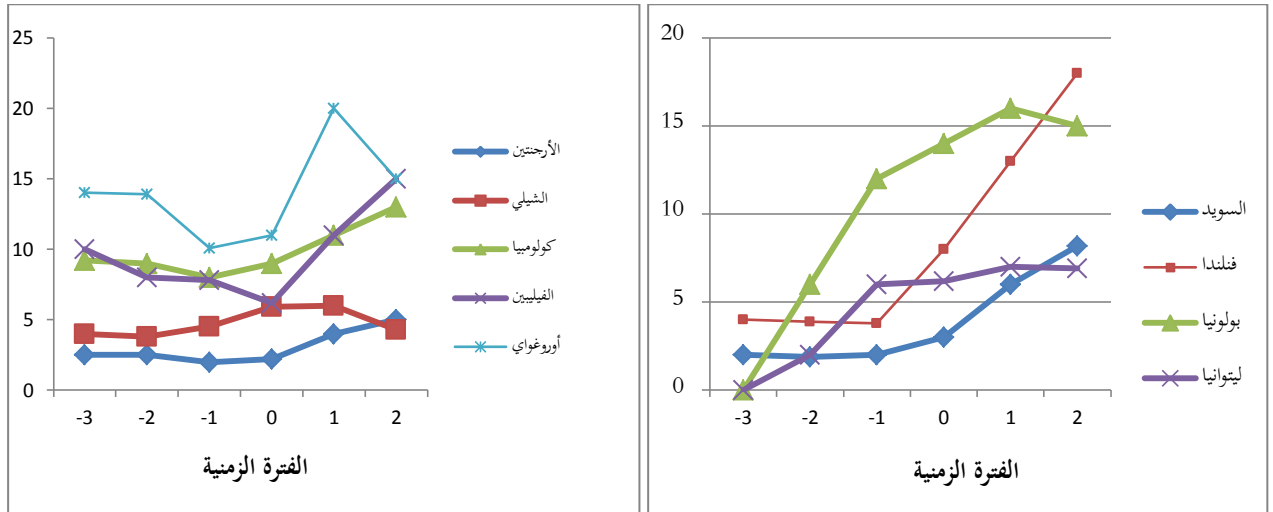 25
20
15
10
5
0
-3 -2 -1 0 1 2
الفترة الزمنية
الأرجنتين
الشيلي
كولومبيا
الفيليبين
أوروغواي
20
15
10
5
0
-3 -2 -1 0 1 2
الفترة الزمنية
السويد
فنلندا
بولونيا
ليتوانيا